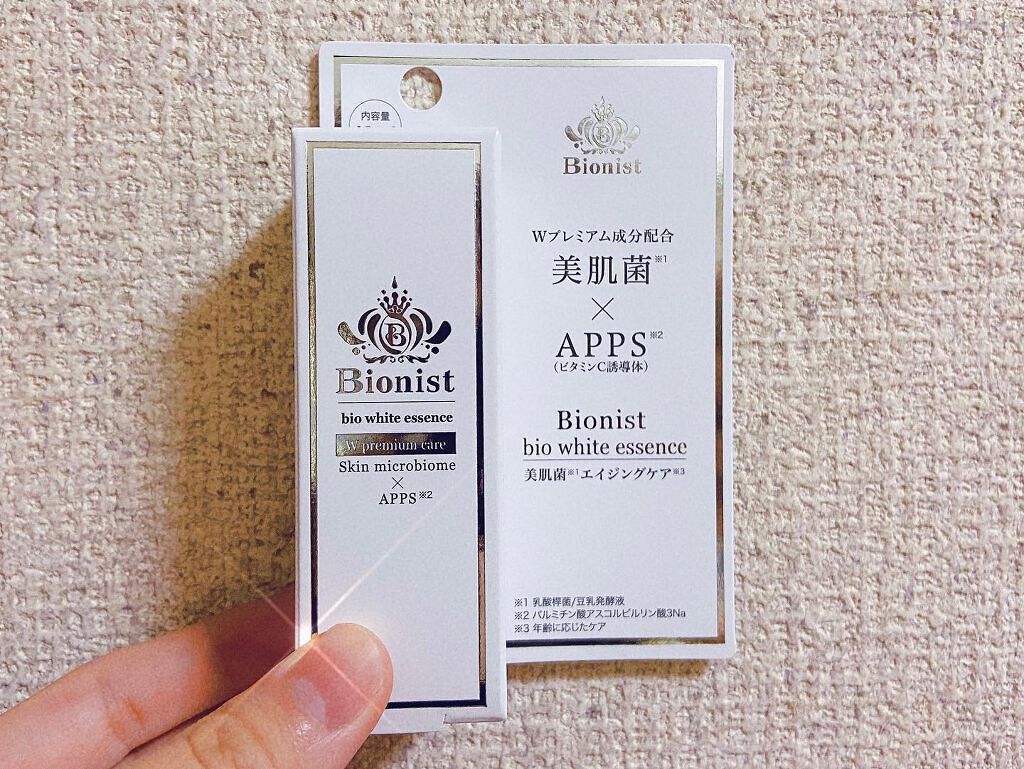 内容量
B
Bionist
Wプレミアム成分配合
美肌菌※1
×
APPS※2
(ビタミンC誘導体)
Bionist
bio white essence
美肌菌※1エイジングケア※3
※1 乳酸桿菌/豆乳発酵液
※2 パルミチン酸アスコルビルリン酸3Na
※3 年齢に応じたケア
B
®
Bionist
bio white essence
W premium care
Skin microbiome
×
APPS※2